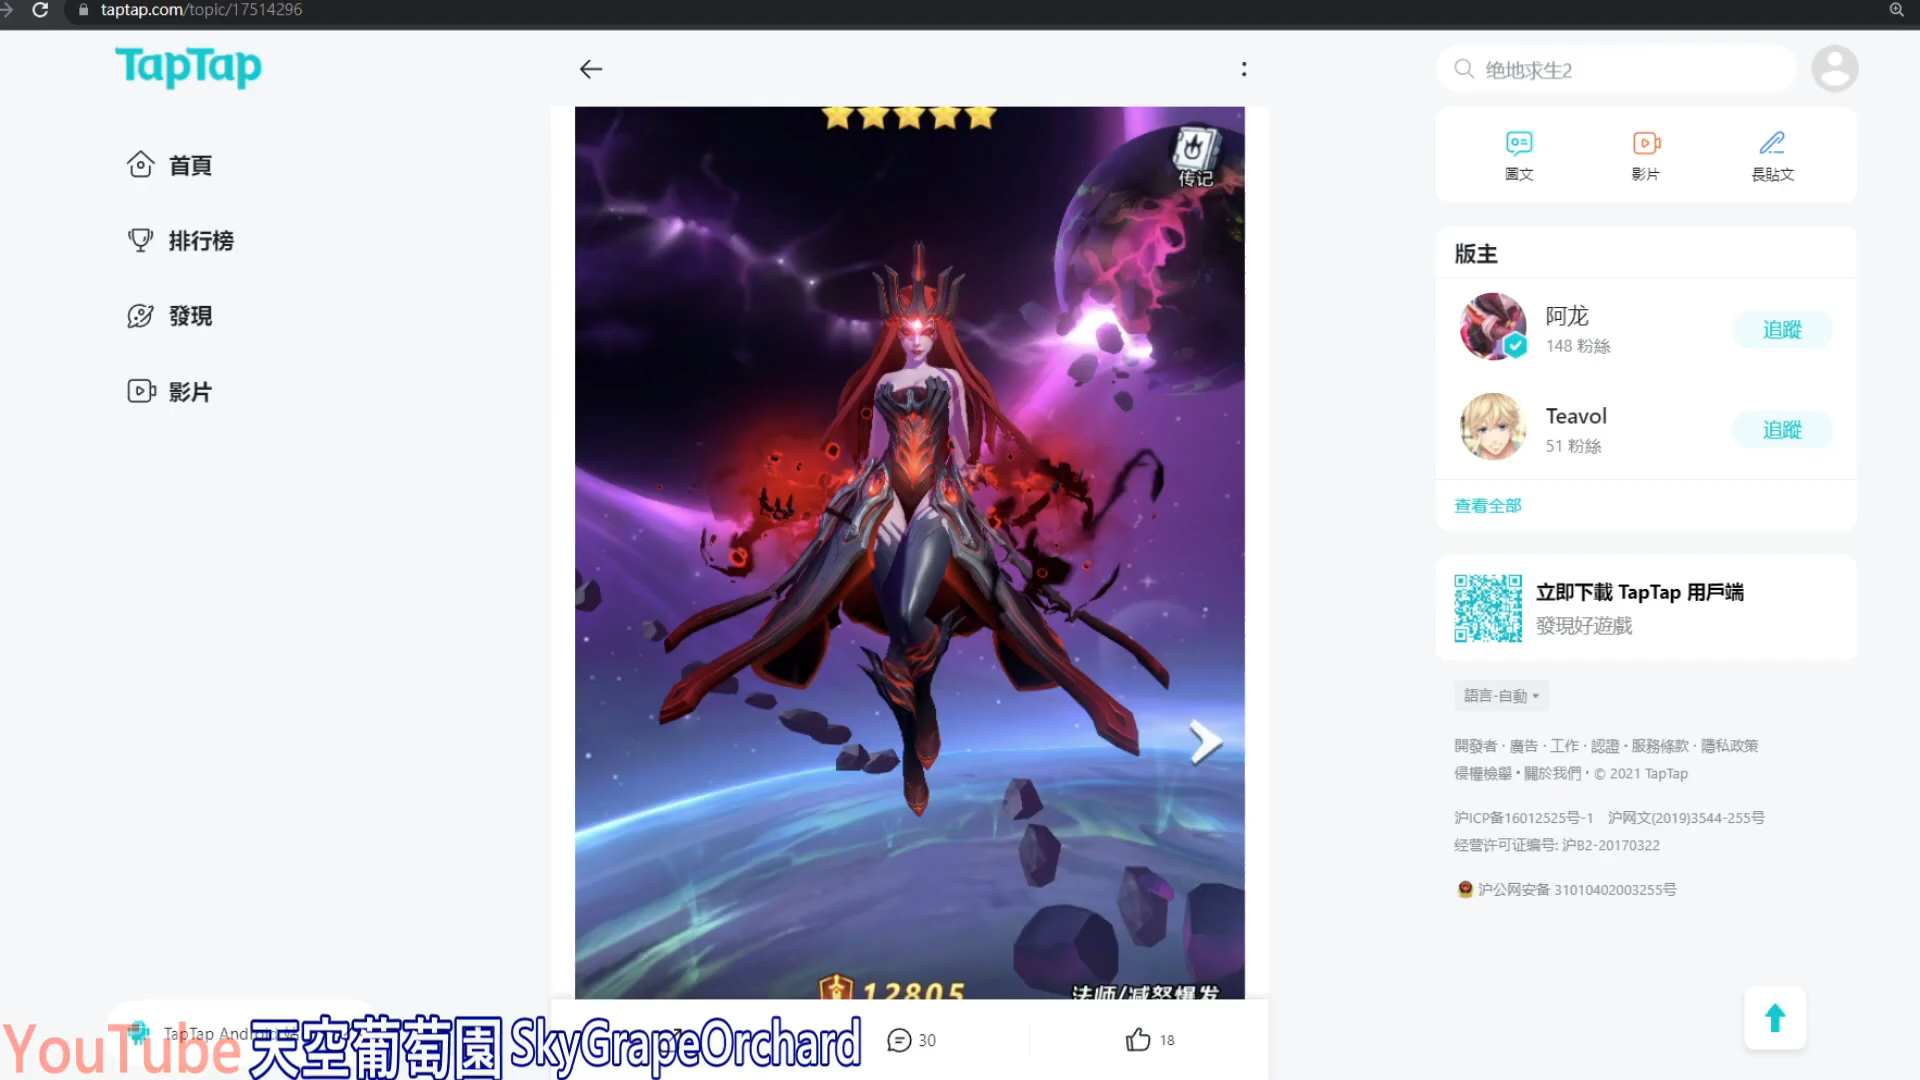 taptap.com/topic/17514296
TapTap
绝地求生2
首頁
排行榜
發現
影片
传记
12805
法师/减怒爆发
圖文
影片
長貼文
版主
阿龙
148 粉絲
追蹤
Teavol
51 粉絲
追蹤
查看全部
立即下載 TapTap 用戶端
發現好遊戲
語言-自動
開發者 · 廣告 · 工作 · 認證 · 服務條款 · 隱私政策
侵權檢舉 · 關於我們 · © 2021 TapTap
沪ICP备16012525号-1 沪网文(2019)3544-255号
经营许可证编号: 沪B2-20170322
沪公网安备 31010402003255号
TapTap
YouTube 天空葡萄園 SkyGrapeOrchard
30
18